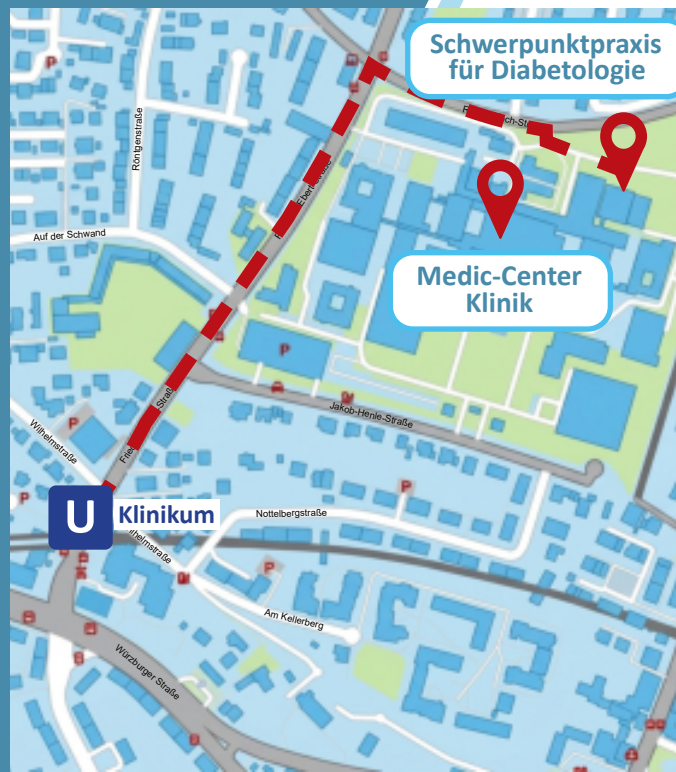 Schwerpunktpraxis
für Diabetologie
Röntgenstraße
Auf der Schwand
Medic-Center
Klinik
P
P
Jakob-Henle-Straße
Wilhelmstraße
P
P
P
U Klinikum
Nottelbergstraße
P
Am Kellerberg
Würzburger Straße